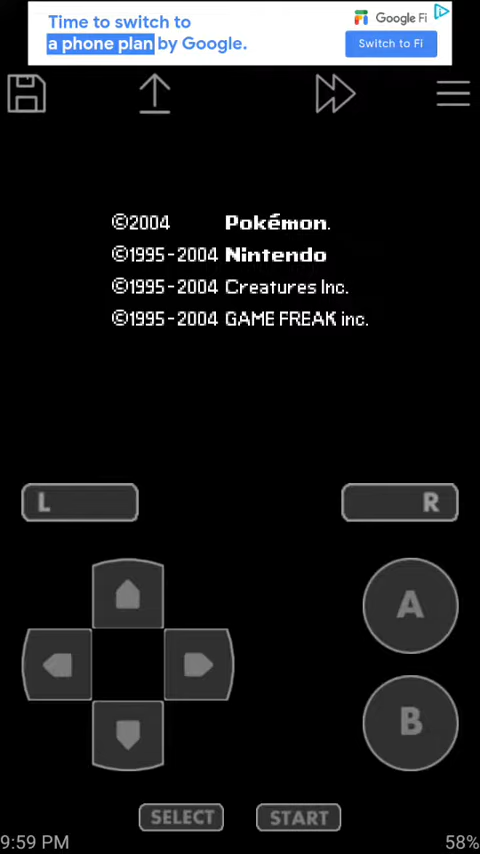 Time to switch to
a phone plan by Google.
Google Fi
Switch to Fi
©2004 Pokémon.
©1995-2004 Nintendo
©1995-2004 Creatures Inc.
©1995-2004 GAME FREAK inc.
L
R
A
B
SELECT
START
9:59 PM
58%